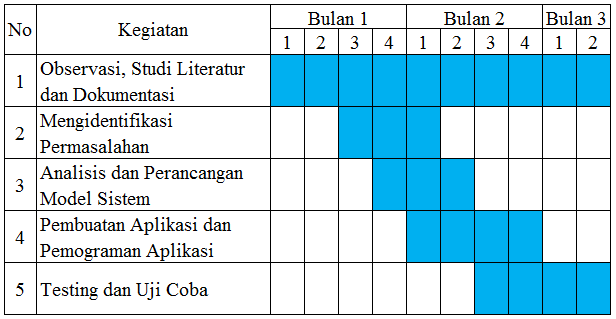 No Kegiatan Bulan 1 Bulan 2 Bulan 3
1 2 3 4 1 2 3 4 1 2
1 Observasi, Studi Literatur
dan Dokumentasi
2 Mengidentifikasi
Permasalahan
3 Analisis dan Perancangan
Model Sistem
4 Pembuatan Aplikasi dan
Pemograman Aplikasi
5 Testing dan Uji Coba